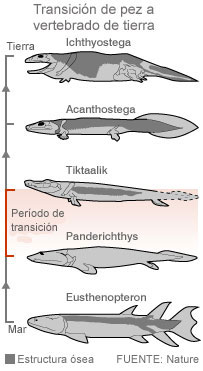 Transición de pez a
vertebrado de tierra
Tierra
Ichthyostega
Acanthostega
Tiktaalik
Período de
transición
Panderichthys
Eusthenopteron
Mar
Estructura ósea
FUENTE: Nature